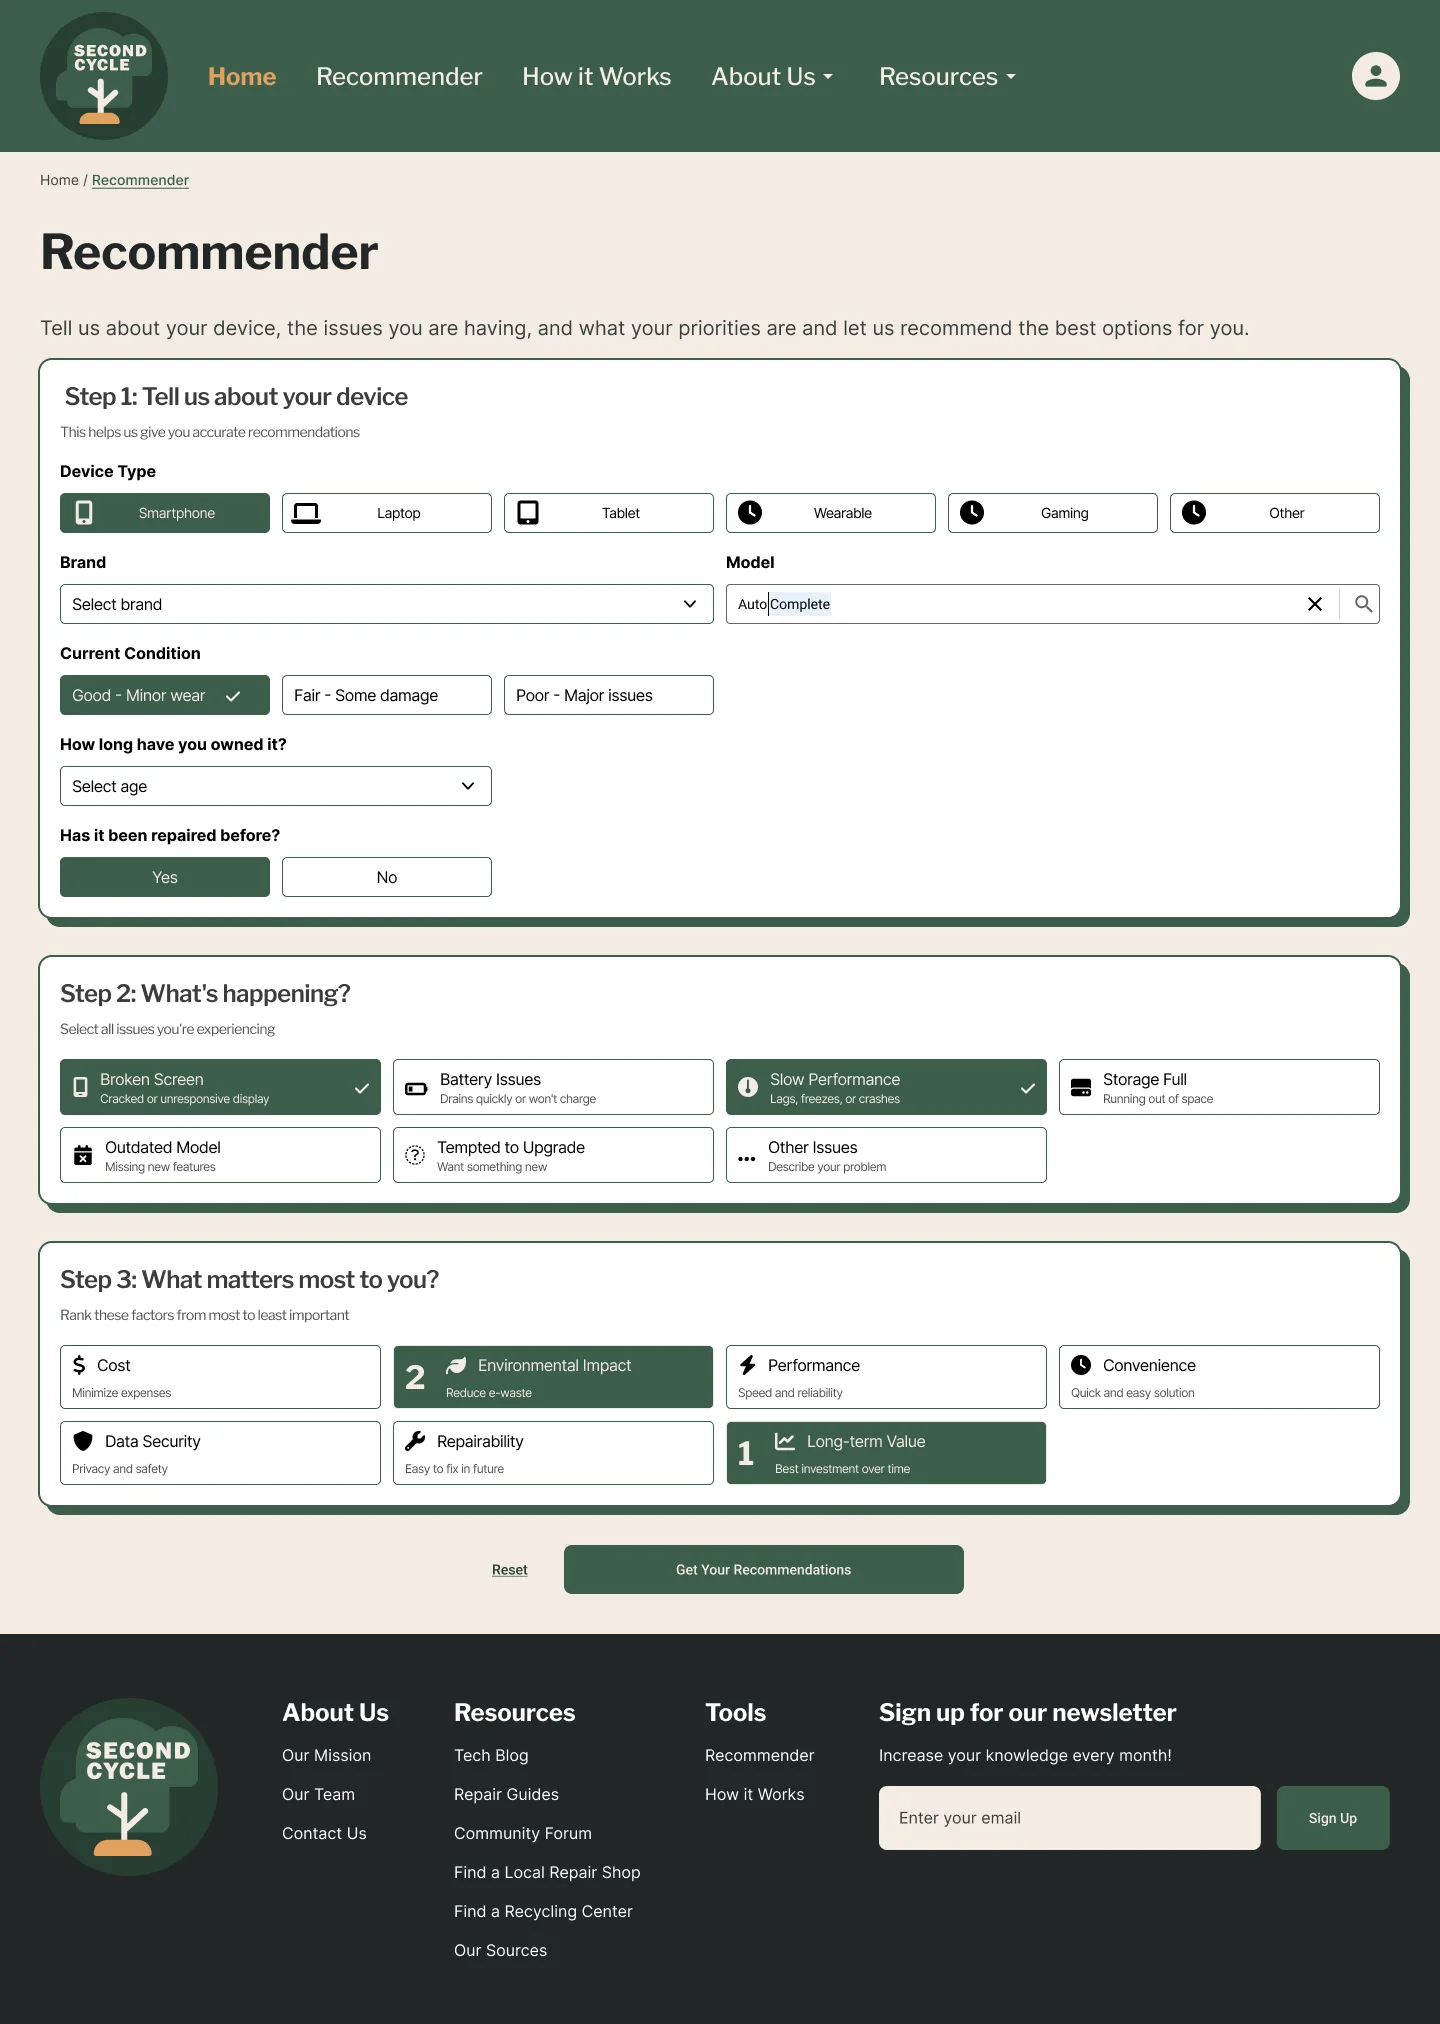 SECOND
CYCLE
Home
Recommender
How it Works
About Us
Resources
Home / Recommender
Recommender
Tell us about your device, the issues you are having, and what your priorities are and let us recommend the best options for you.
Step 1: Tell us about your device
This helps us give you accurate recommendations
Device Type
Smartphone
Laptop
Tablet
Wearable
Gaming
Other
Brand
Model
Select brand
AutoComplete
Current Condition
Good - Minor wear
Fair - Some damage
Poor - Major issues
How long have you owned it?
Select age
Has it been repaired before?
Yes
No
Step 2: What's happening?
Select all issues you're experiencing
Broken Screen
Cracked or unresponsive display
Battery Issues
Drains quickly or won't charge
Slow Performance
Lags, freezes, or crashes
Storage Full
Running out of space
Outdated Model
Missing new features
Tempted to Upgrade
Want something new
Other Issues
Describe your problem
Step 3: What matters most to you?
Rank these factors from most to least important
Cost
Minimize expenses
2
Environmental Impact
Reduce e-waste
Performance
Speed and reliability
Convenience
Quick and easy solution
Data Security
Privacy and safety
Repairability
Easy to fix in future
1
Long-term Value
Best investment over time
Reset
Get Your Recommendations
SECOND
CYCLE
About Us
Our Mission
Our Team
Contact Us
Resources
Tech Blog
Repair Guides
Community Forum
Find a Local Repair Shop
Find a Recycling Center
Our Sources
Tools
Recommender
How it Works
Sign up for our newsletter
Increase your knowledge every month!
Enter your email
Sign Up